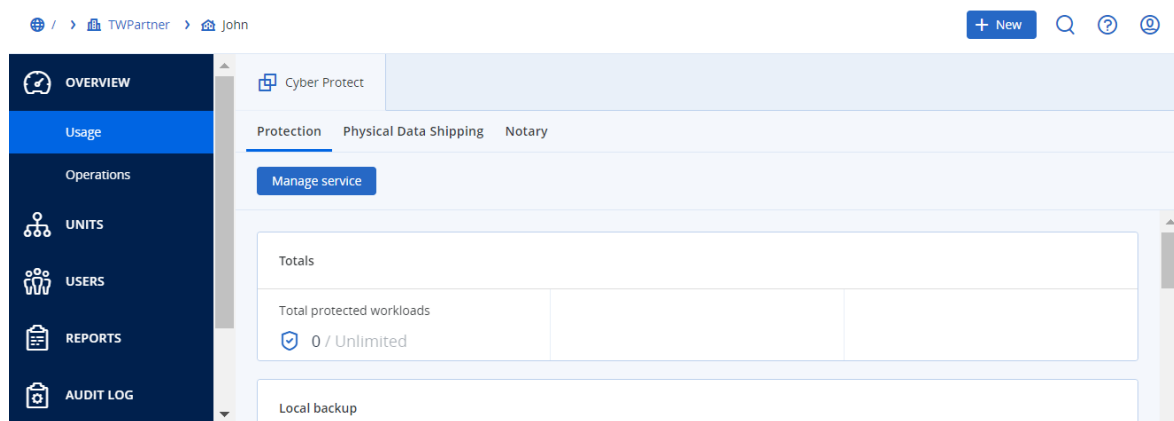 / > TWPartner > John
+ New
OVERVIEW
Usage
Operations
UNITS
USERS
REPORTS
AUDIT LOG
Cyber Protect
Protection Physical Data Shipping Notary
Manage service
Totals
Total protected workloads
0 / Unlimited
Local backup